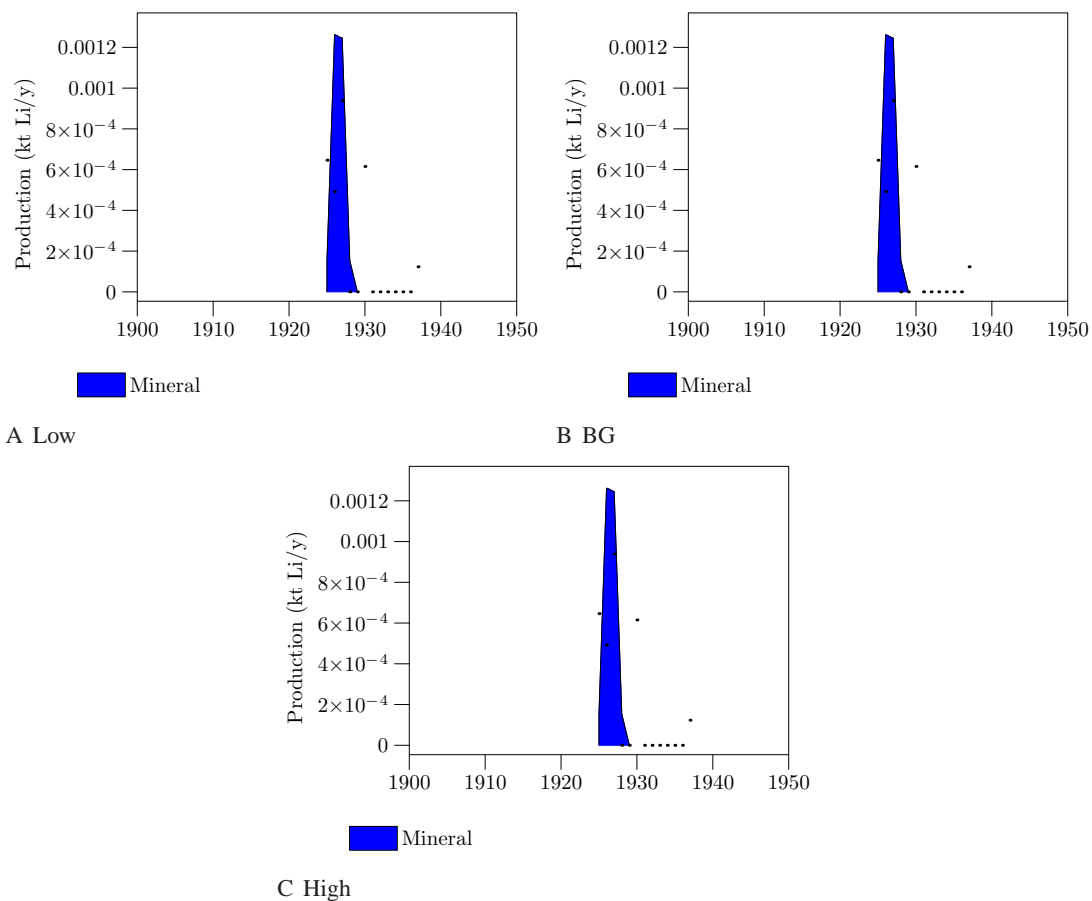 Production (kt Li/y)
0.0012
0.001
8×10⁻⁴
6×10⁻⁴
4×10⁻⁴
2×10⁻⁴
0
1900 1910 1920 1930 1940 1950
Mineral
A Low
Production (kt Li/y)
0.0012
0.001
8×10⁻⁴
6×10⁻⁴
4×10⁻⁴
2×10⁻⁴
0
1900 1910 1920 1930 1940 1950
Mineral
B BG
Production (kt Li/y)
0.0012
0.001
8×10⁻⁴
6×10⁻⁴
4×10⁻⁴
2×10⁻⁴
0
1900 1910 1920 1930 1940 1950
Mineral
C High